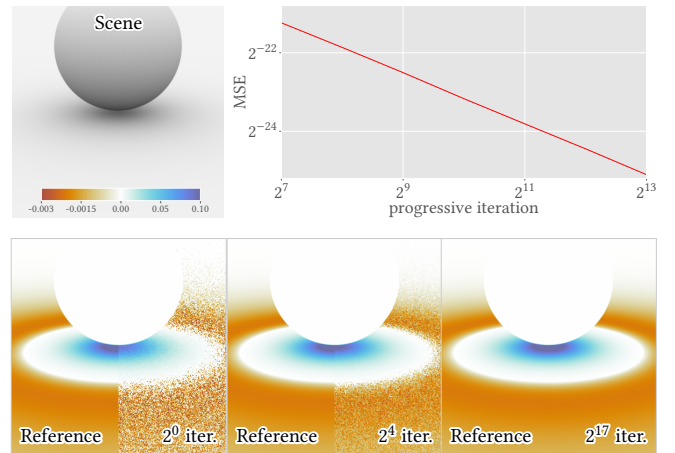 Scene
-0.003 -0.0015 0.00 0.05 0.10
MSE
2^-22
2^-24
2^7 2^9 2^11 2^13
progressive iteration
Reference 2^0 iter. Reference 2^4 iter. Reference 2^17 iter.